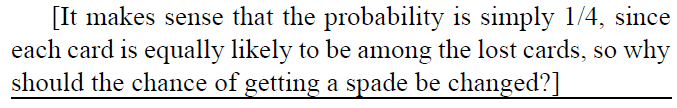 [It makes sense that the probability is simply 1/4, since
each card is equally likely to be among the lost cards, so why
should the chance of getting a spade be changed?]